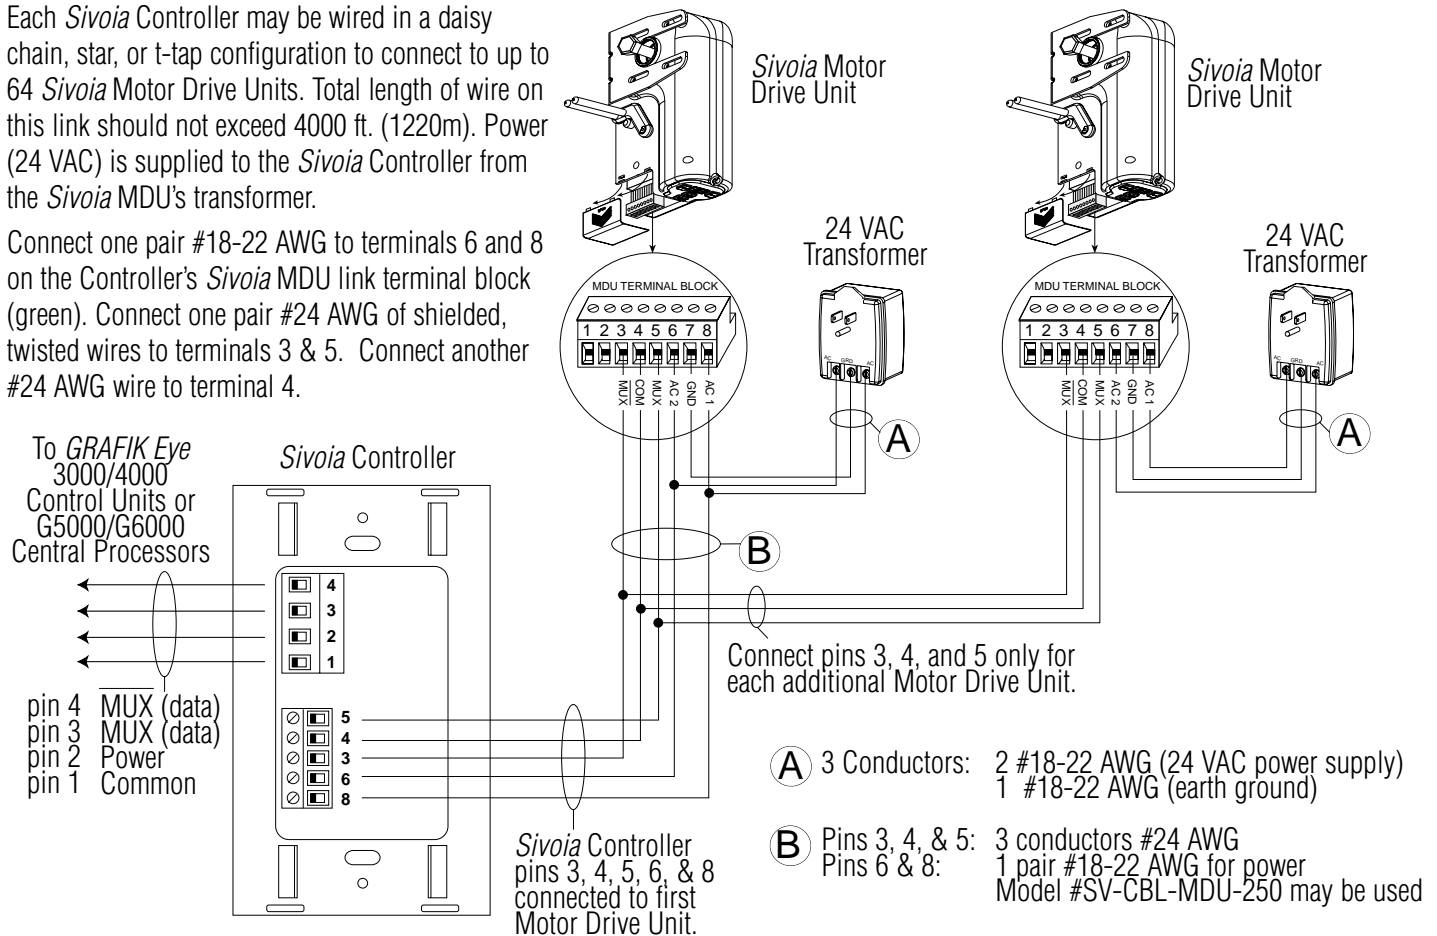 Each Sivoia Controller may be wired in a daisy
chain, star, or t-tap configuration to connect to up to
64 Sivoia Motor Drive Units. Total length of wire on
this link should not exceed 4000 ft. (1220m). Power
(24 VAC) is supplied to the Sivoia Controller from
the Sivoia MDU's transformer.
Connect one pair #18-22 AWG to terminals 6 and 8
on the Controller's Sivoia MDU link terminal block
(green). Connect one pair #24 AWG of shielded,
twisted wires to terminals 3 & 5. Connect another
#24 AWG wire to terminal 4.
Sivoia Motor
Drive Unit
Sivoia Motor
Drive Unit
24 VAC
Transformer
24 VAC
Transformer
MDU TERMINAL BLOCK
1 2 3 4 5 6 7 8
MUX
COM
MUX
AC 2
GND
AC 1
AC GRD AC
A
MDU TERMINAL BLOCK
1 2 3 4 5 6 7 8
MUX
COM
MUX
AC 2
GND
AC 1
AC GRD AC
A
B
To GRAFIK Eye
3000/4000
Control Units or
G5000/G6000
Central Processors
Sivoia Controller
4
3
2
1
pin 4 MUX (data)
pin 3 MUX (data)
pin 2 Power
pin 1 Common
5
4
3
6
8
Connect pins 3, 4, and 5 only for
each additional Motor Drive Unit.
Sivoia Controller
pins 3, 4, 5, 6, & 8
connected to first
Motor Drive Unit.
A 3 Conductors: 2 #18-22 AWG (24 VAC power supply)
1 #18-22 AWG (earth ground)
B Pins 3, 4, & 5: 3 conductors #24 AWG
Pins 6 & 8: 1 pair #18-22 AWG for power
Model #SV-CBL-MDU-250 may be used